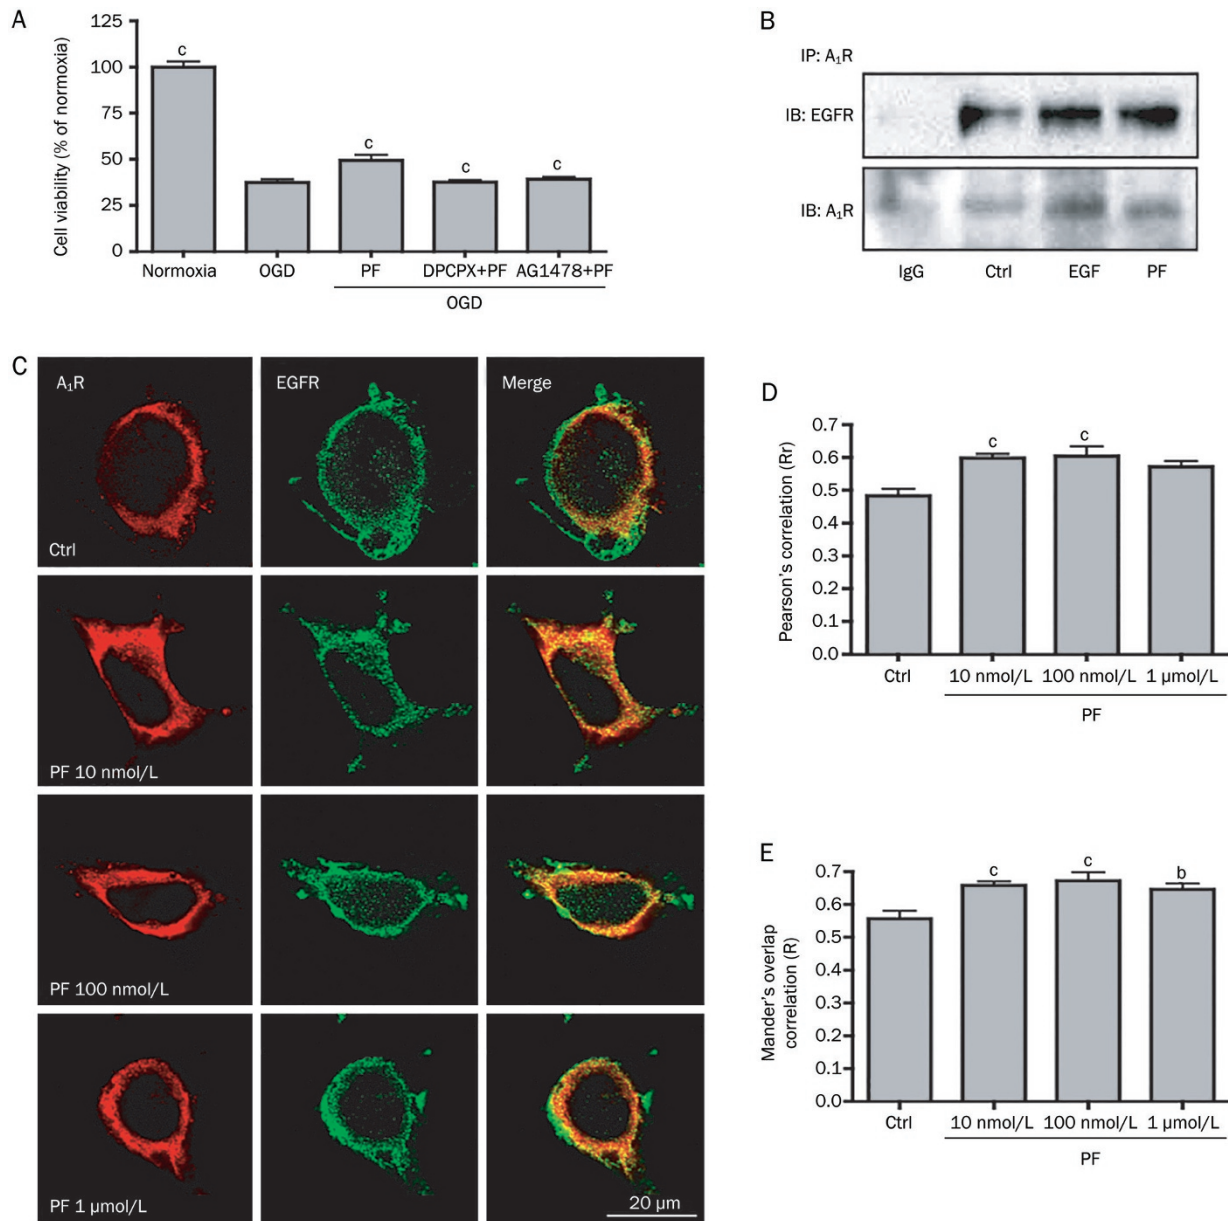 A
Cell viability (% of normoxia)
125
100
75
50
25
0
c
c
c
c
Normoxia
OGD
PF
DPCPX+PF
AG1478+PF
OGD
B
IP: A₁R
IB: EGFR
IB: A₁R
IgG
Ctrl
EGF
PF
C
A₁R
EGFR
Merge
Ctrl
PF 10 nmol/L
PF 100 nmol/L
PF 1 µmol/L
20 µm
D
Pearson's correlation (Rr)
0.7
0.6
0.5
0.4
0.3
0.2
0.1
0.0
c
c
Ctrl
10 nmol/L
100 nmol/L
1 µmol/L
PF
E
Mander's overlap
correlation (R)
0.7
0.6
0.5
0.4
0.3
0.2
0.1
0.0
c
c
b
Ctrl
10 nmol/L
100 nmol/L
1 µmol/L
PF